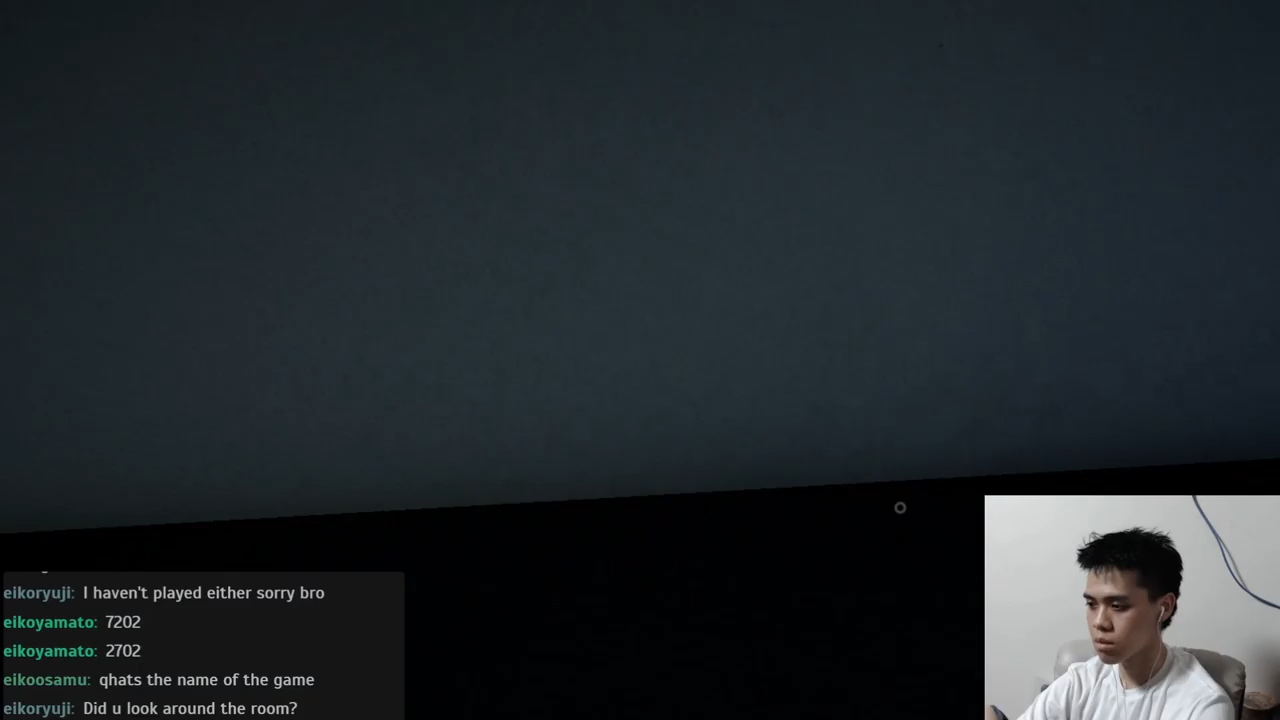 eikoryuji: I haven't played either sorry bro
eikoyamato: 7202
eikoyamato: 2702
eikoosamu: qhats the name of the game
eikoryuji: Did u look around the room?